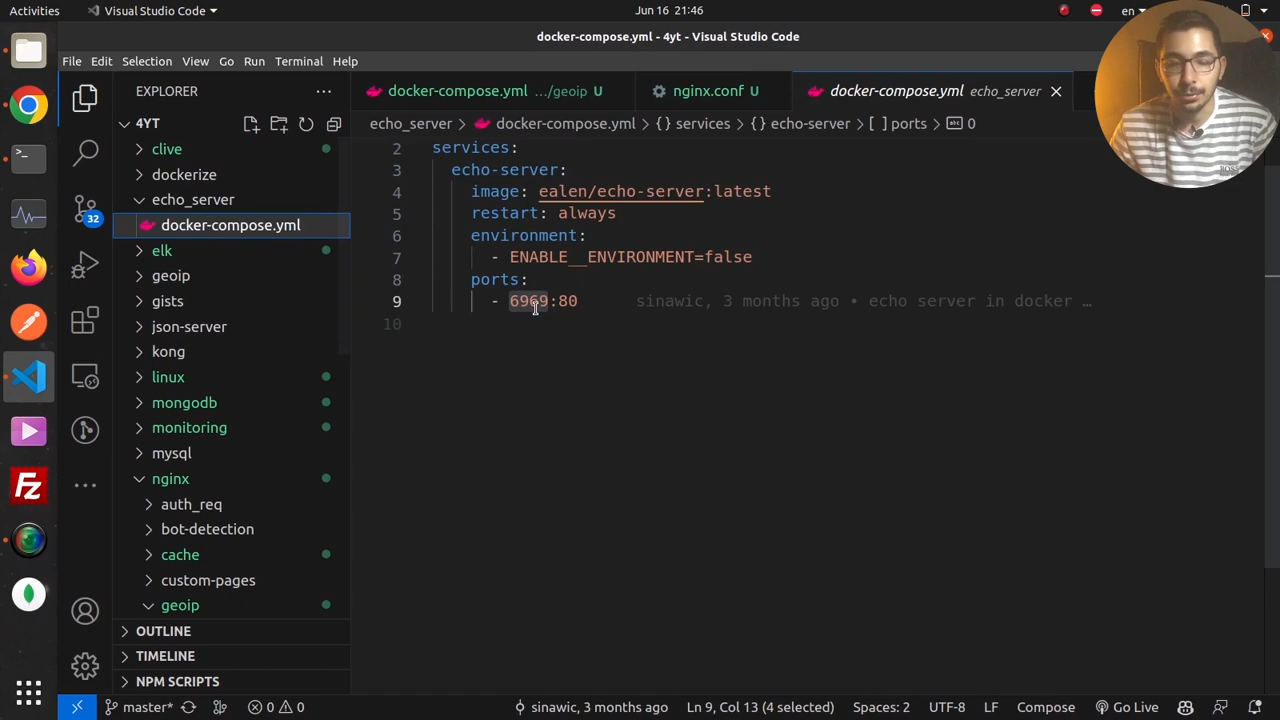 Activities
Visual Studio Code
Jun 16 21:46
en
docker-compose.yml - 4yt - Visual Studio Code
File Edit Selection View Go Run Terminal Help
EXPLORER
docker-compose.yml .../geoip U
nginx.conf U
docker-compose.yml echo_server
4YT
echo_server > docker-compose.yml > {} services > {} echo-server > [ ] ports > abc 0
clive
dockerize
echo_server
docker-compose.yml
elk
geoip
gists
json-server
kong
linux
mongodb
monitoring
mysql
nginx
auth_req
bot-detection
cache
custom-pages
geoip
OUTLINE
TIMELINE
NPM SCRIPTS
32
2 services:
3 echo-server:
4 image: ealen/echo-server:latest
5 restart: always
6 environment:
7 - ENABLE__ENVIRONMENT=false
8 ports:
9 - 6969:80 sinawic, 3 months ago • echo server in docker …
10
BOSS
FZ
master*
0 0
sinawic, 3 months ago
Ln 9, Col 13 (4 selected)
Spaces: 2
UTF-8
LF
Compose
Go Live